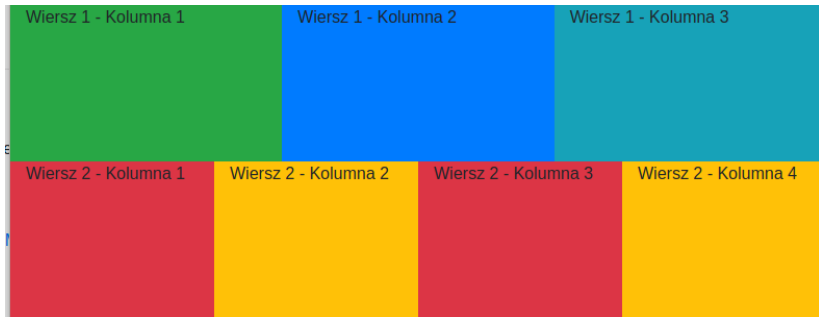 Wiersz 1 - Kolumna 1
Wiersz 1 - Kolumna 2
Wiersz 1 - Kolumna 3
Wiersz 2 - Kolumna 1
Wiersz 2 - Kolumna 2
Wiersz 2 - Kolumna 3
Wiersz 2 - Kolumna 4